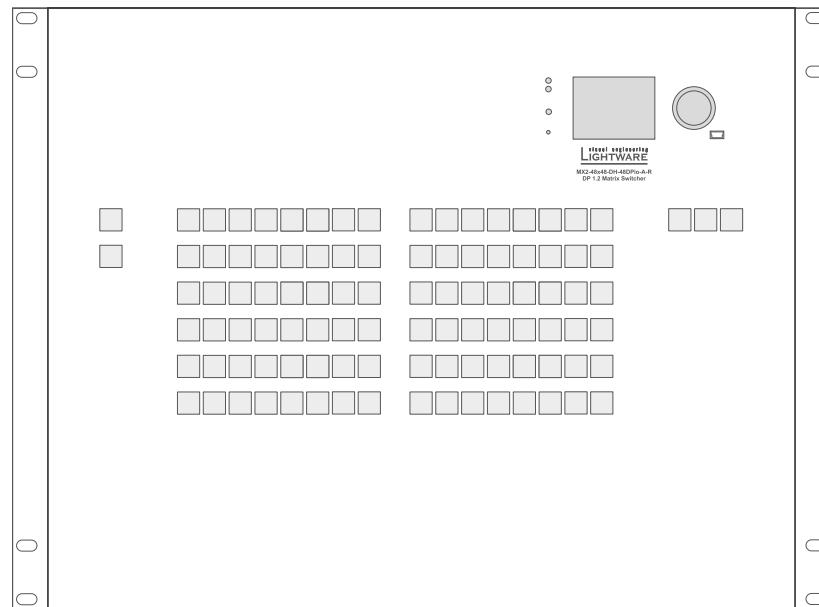 visual engineering
LIGHTWARE
MX2-48x48-DH-48DPio-A-R
DP 1.2 Matrix Switcher